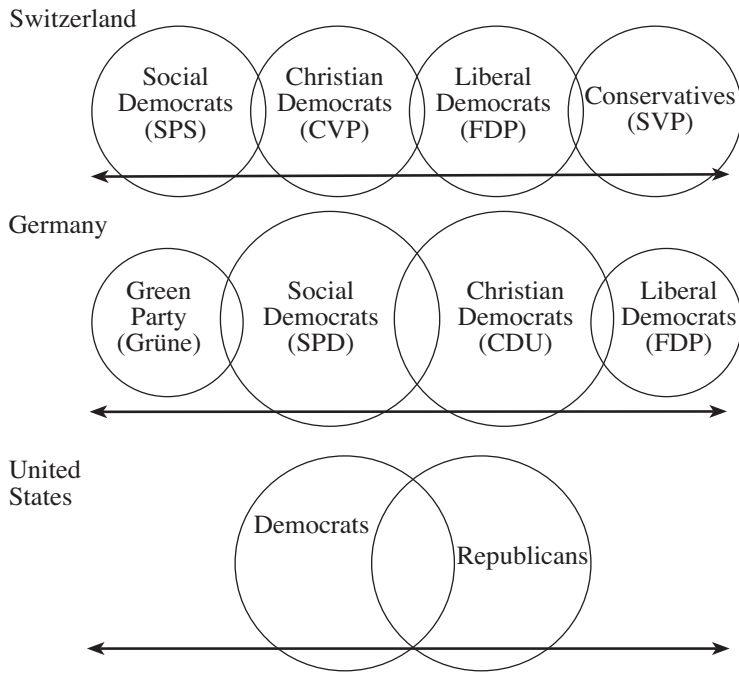 Switzerland
Social
Democrats
(SPS)
Christian
Democrats
(CVP)
Liberal
Democrats
(FDP)
Conservatives
(SVP)
Germany
Green
Party
(Grüne)
Social
Democrats
(SPD)
Christian
Democrats
(CDU)
Liberal
Democrats
(FDP)
United
States
Democrats
Republicans